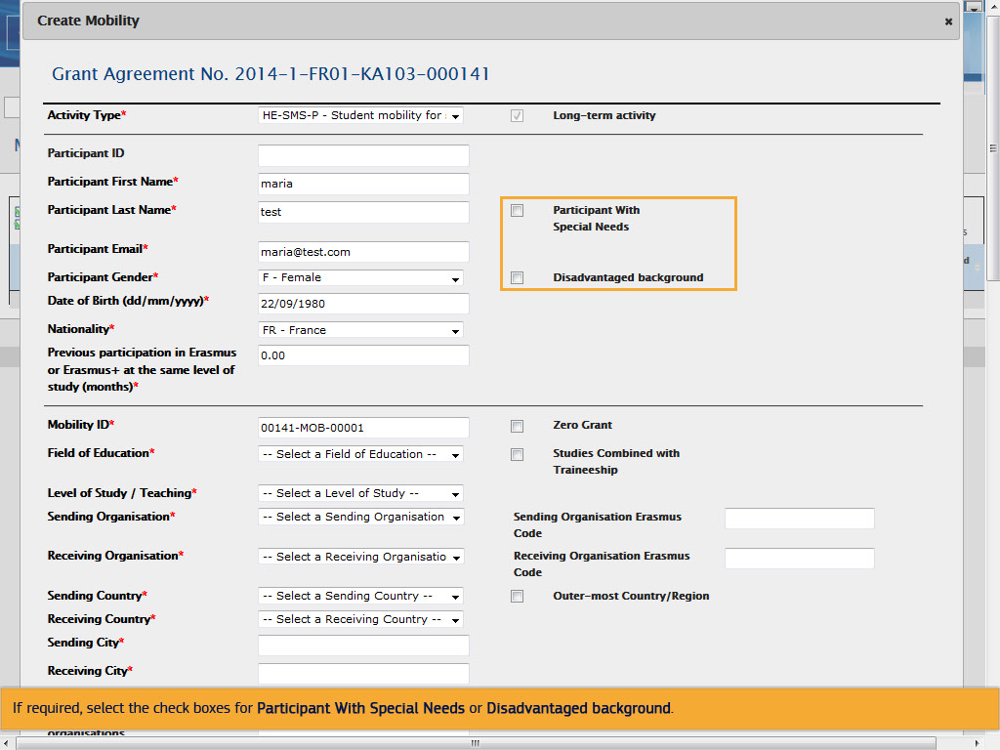 Create Mobility
Grant Agreement No. 2014-1-FR01-KA103-000141
Activity Type* HE-SMS-P - Student mobility for Long-term activity
Participant ID
Participant First Name* maria
Participant Last Name* test Participant With
Special Needs
Participant Email* maria@test.com
Participant Gender* F - Female Disadvantaged background
Date of Birth (dd/mm/yyyy)* 22/09/1980
Nationality* FR - France
Previous participation in Erasmus 0.00
or Erasmus+ at the same level of
study (months)*
Mobility ID* 00141-MOB-00001 Zero Grant
Field of Education* -- Select a Field of Education -- Studies Combined with
Traineeship
Level of Study / Teaching* -- Select a Level of Study --
Sending Organisation* -- Select a Sending Organisation Sending Organisation Erasmus
Code
Receiving Organisation* -- Select a Receiving Organisatio Receiving Organisation Erasmus
Code
Sending Country* -- Select a Sending Country -- Outer-most Country/Region
Receiving Country* -- Select a Receiving Country --
Sending City*
Receiving City*
If required, select the check boxes for Participant With Special Needs or Disadvantaged background.
organisations